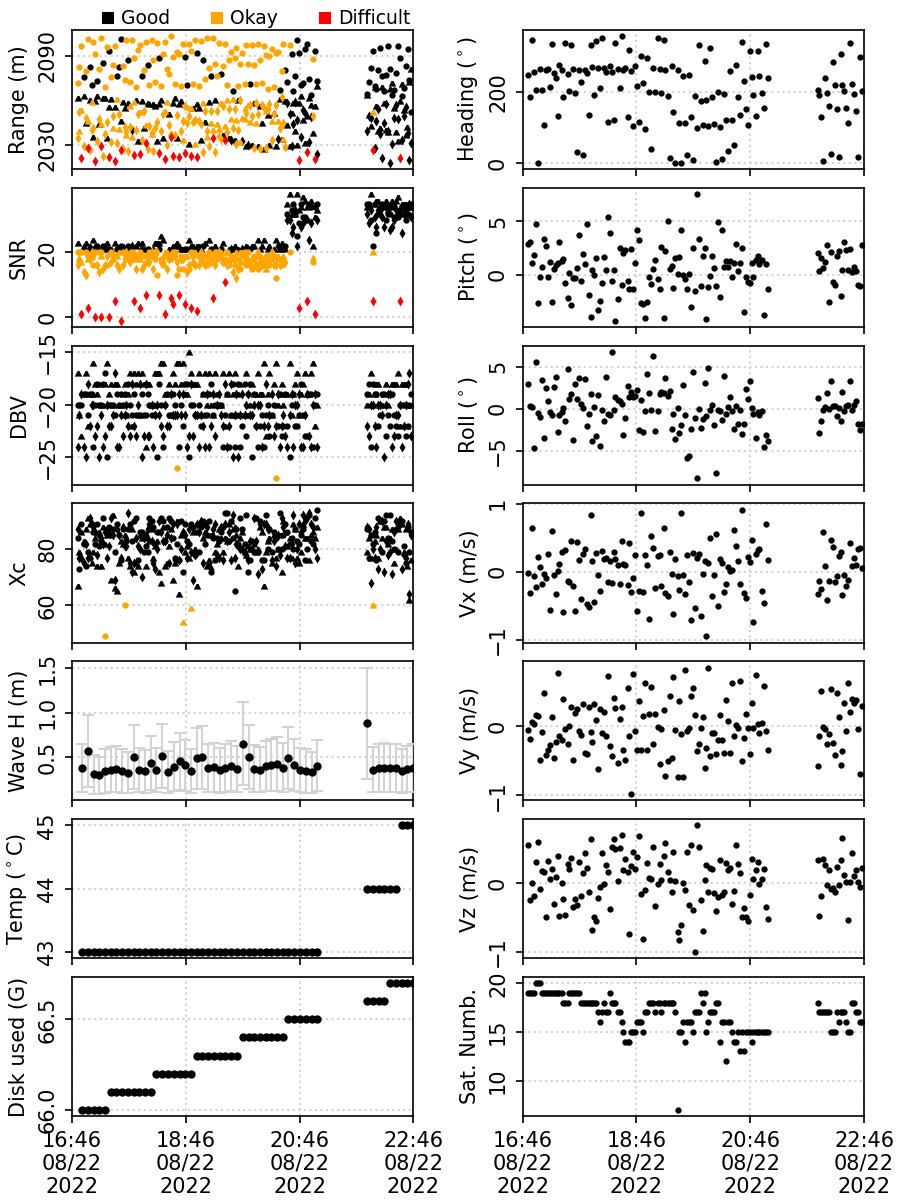 Good Okay Difficult
Range (m)
2090
2030
Heading (°)
200
0
SNR
20
0
Pitch (°)
5
0
DBV
−15
−20
−25
Roll (°)
5
0
−5
Xc
80
60
Vx (m/s)
1
0
−1
Wave H (m)
1.5
1.0
0.5
Vy (m/s)
0
−1
Temp (°C)
45
44
43
Vz (m/s)
0
−1
Disk used (G)
66.5
66.0
Sat. Numb.
20
15
10
16:46 18:46 20:46 22:46 16:46 18:46 20:46 22:46
08/22 08/22 08/22 08/22 08/22 08/22 08/22 08/22
2022 2022 2022 2022 2022 2022 2022 2022